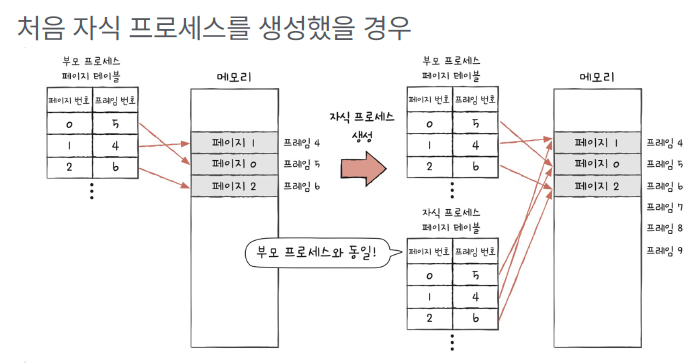 처음 자식 프로세스를 생성했을 경우
부모 프로세스
페이지 테이블
페이지 번호 프레임 번호
0 5
1 4
2 6
메모리
페이지 1 프레임 4
페이지 0 프레임 5
페이지 2 프레임 6
자식 프로세스
생성
부모 프로세스
페이지 테이블
페이지 번호 프레임 번호
0 5
1 4
2 6
부모 프로세스와 동일!
자식 프로세스
페이지 테이블
페이지 번호 프레임 번호
0 5
1 4
2 6
메모리
페이지 1 프레임 4
페이지 0 프레임 5
페이지 2 프레임 6
프레임 7
프레임 8
프레임 9